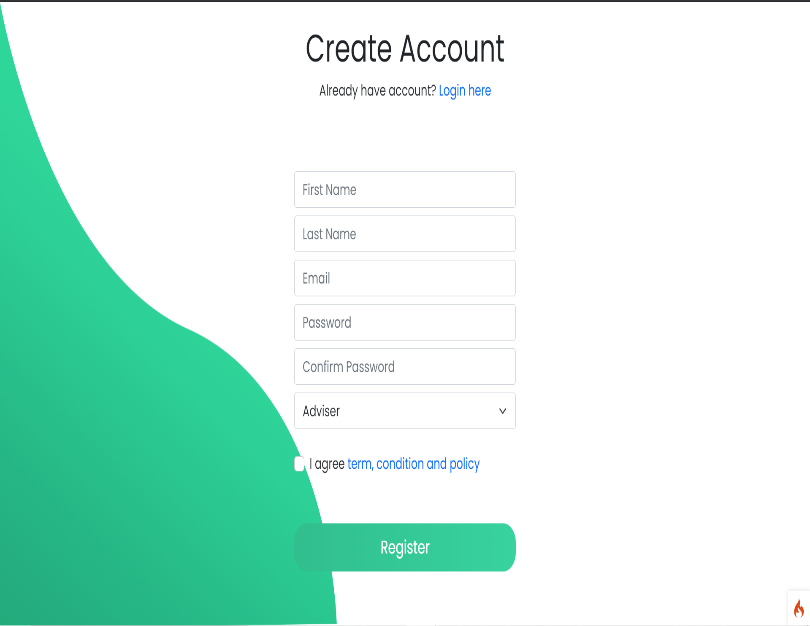 Create Account
Already have account? Login here
First Name
Last Name
Email
Password
Confirm Password
Adviser
I agree term, condition and policy
Register